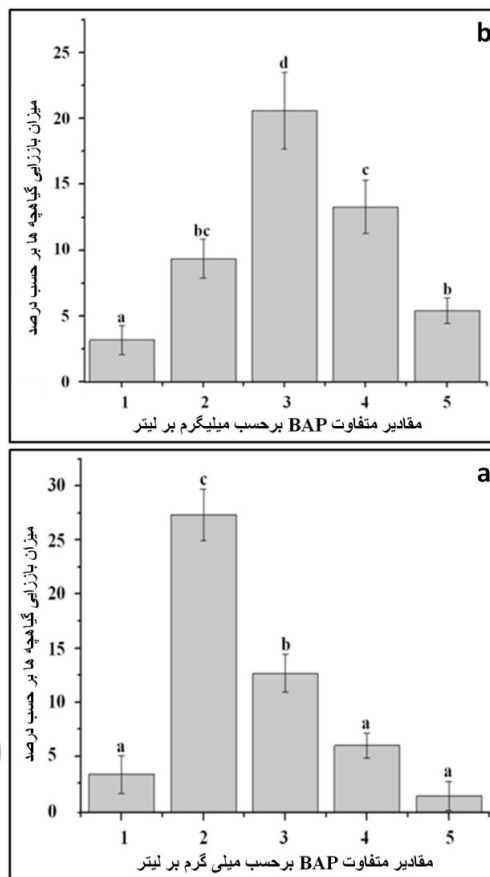 b
میزان باززایی گیاهچه ها بر حسب درصد
25
20
15
10
5
0
a
bc
d
c
b
1 2 3 4 5
مقادیر متفاوت BAP برحسب میلیگرم بر لیتر
a
میزان باززایی گیاهچه ها بر حسب درصد
30
25
20
15
10
5
0
a
c
b
a
a
1 2 3 4 5
مقادیر متفاوت BAP برحسب میلی گرم بر لیتر